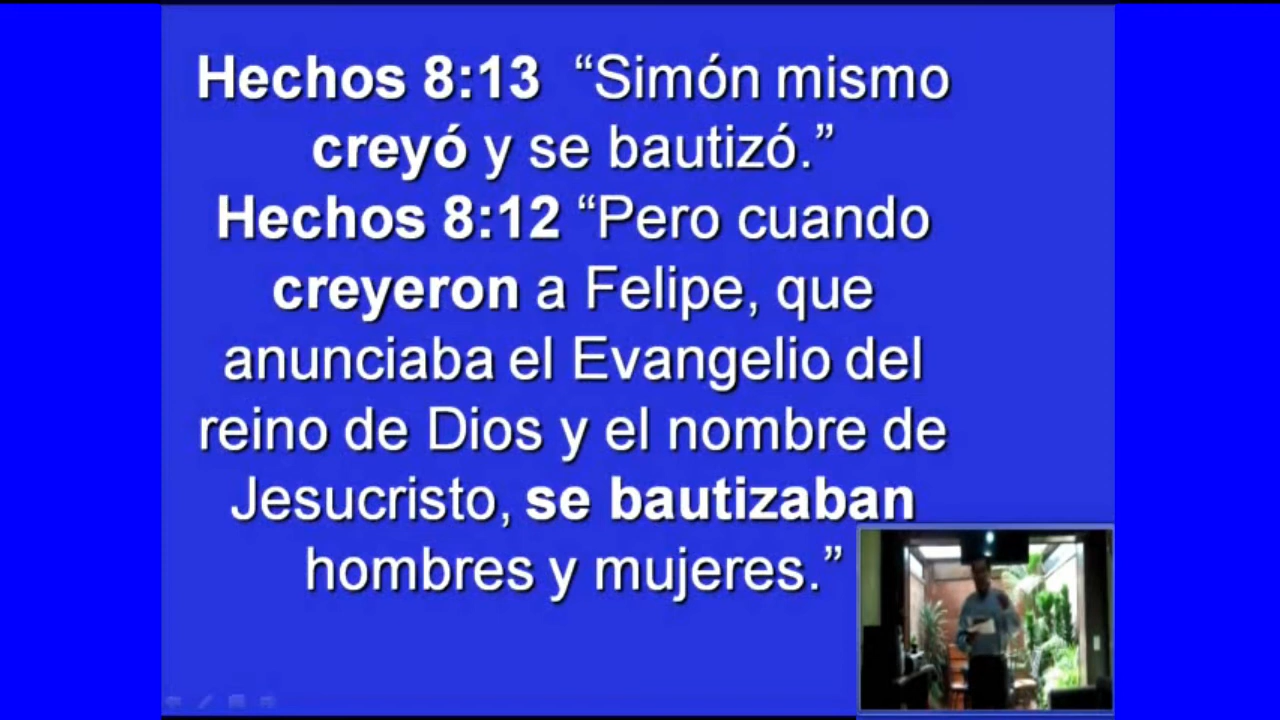 Hechos 8:13 “Simón mismo
creyó y se bautizó.”
Hechos 8:12 “Pero cuando
creyeron a Felipe, que
anunciaba el Evangelio del
reino de Dios y el nombre de
Jesucristo, se bautizaban
hombres y mujeres.”